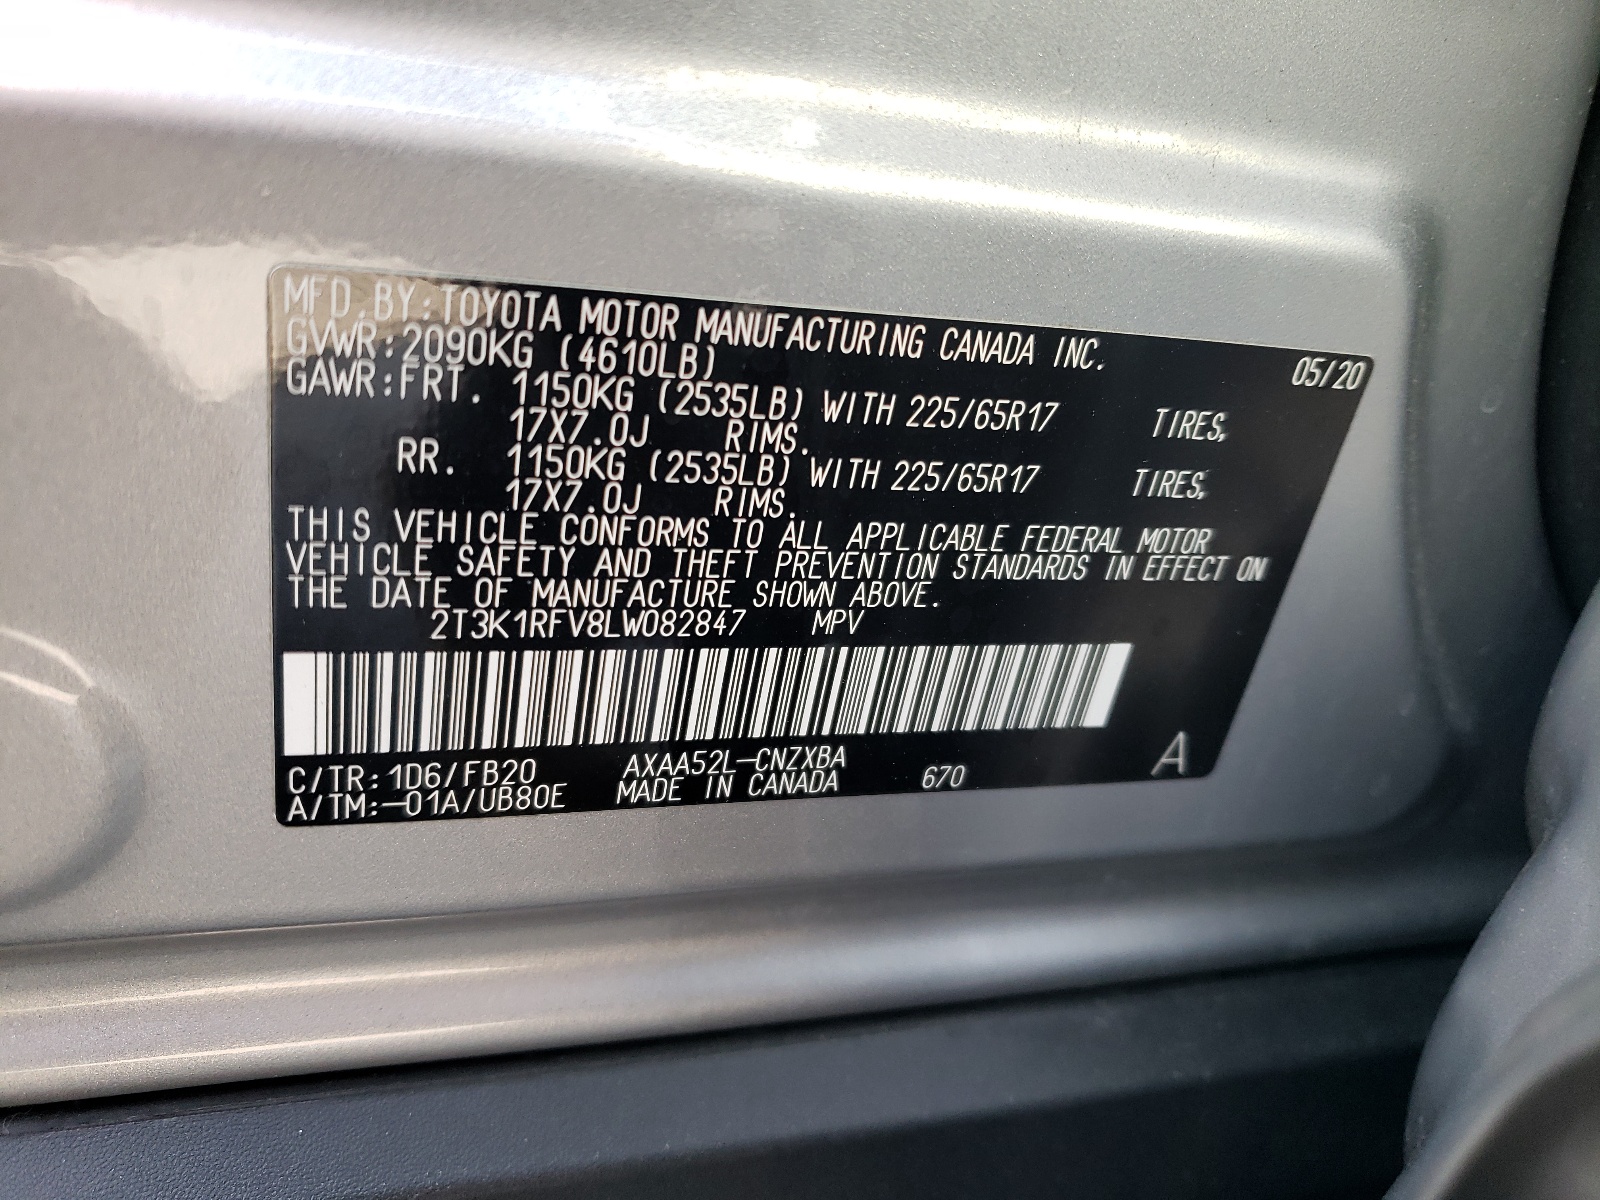 MFD. BY: TOYOTA MOTOR MANUFACTURING CANADA INC. 05/20
GVWR: 2090KG (4610LB)
GAWR: FRT. 1150KG (2535LB) WITH 225/65R17 TIRES,
17X7.0J RIMS.
RR. 1150KG (2535LB) WITH 225/65R17 TIRES,
17X7.0J RIMS.
THIS VEHICLE CONFORMS TO ALL APPLICABLE FEDERAL MOTOR
VEHICLE SAFETY AND THEFT PREVENTION STANDARDS IN EFFECT ON
THE DATE OF MANUFACTURE SHOWN ABOVE.
2T3K1RFV8LW082847 MPV
C/TR: 1D6/FB20 AXAA52L-CNZXBA 670 A
A/TM:-01A/UB80E MADE IN CANADA